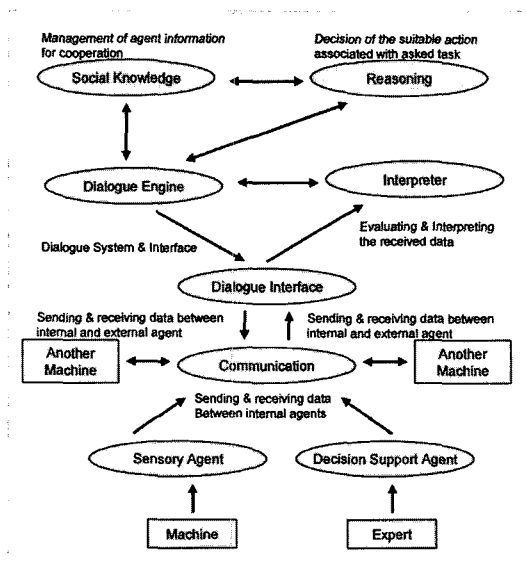 Management of agent information
for cooperation
Decision of the suitable action
associated with asked task
Social Knowledge
Reasoning
Dialogue Engine
Interpreter
Dialogue System & Interface
Evaluating & Interpreting
the received data
Dialogue Interface
Sending & receiving data between
internal and external agent
Sending & receiving data between
internal and external agent
Another
Machine
Communication
Another
Machine
Sending & receiving data
Between internal agents
Sensory Agent
Decision Support Agent
Machine
Expert